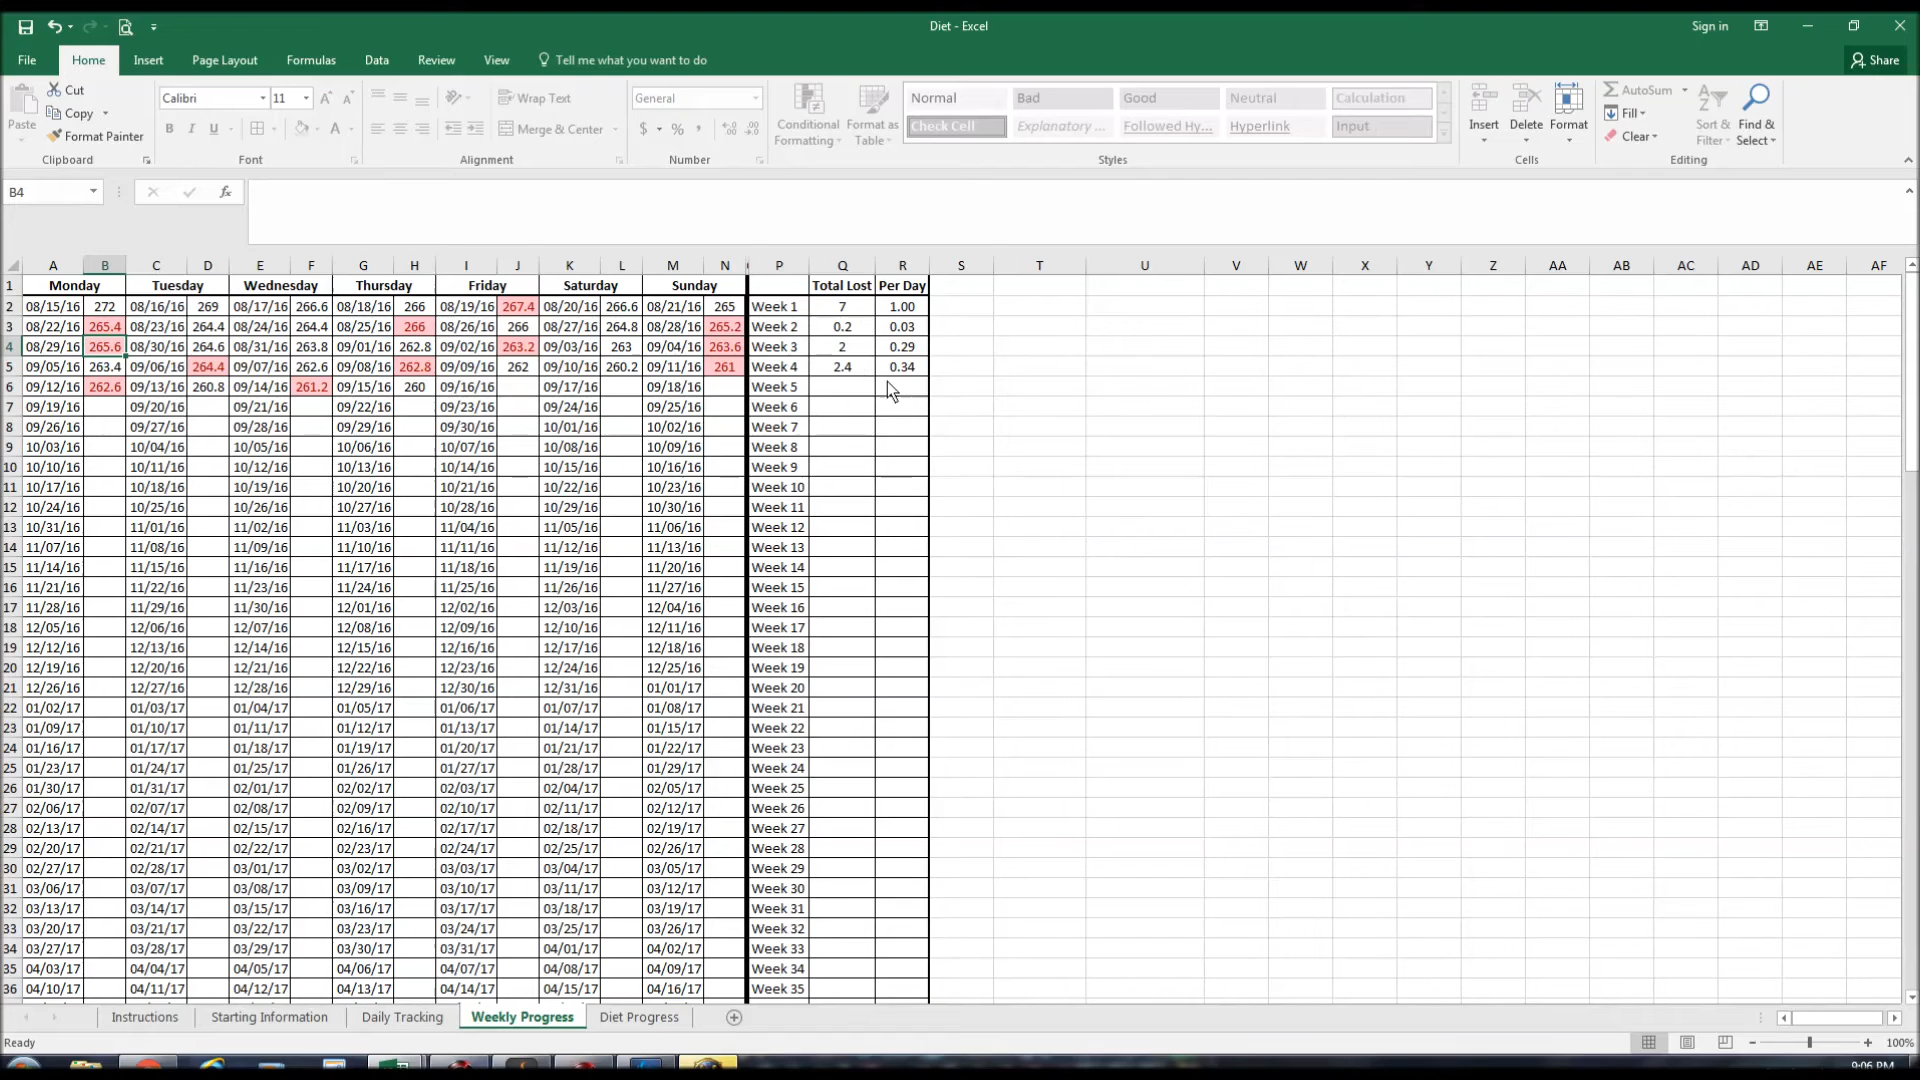 Diet - Excel
Sign in
File Home Insert Page Layout Formulas Data Review View Tell me what you want to do Share
Paste Cut Copy Format Painter
Clipboard
Calibri 11
B I U A
Font
Wrap Text Merge & Center
Alignment
General
$ % ,
Number
Conditional Formatting Format as Table
Normal Bad Good Neutral Calculation
Check Cell Explanatory ... Followed Hy... Hyperlink Input
Styles
Insert Delete Format
Cells
AutoSum Fill Clear Sort & Filter Find & Select
Editing
B4 fx
A B C D E F G H I J K L M N P Q R S T U V W X Y Z AA AB AC AD AE AF
1 Monday Tuesday Wednesday Thursday Friday Saturday Sunday Total Lost Per Day
2 08/15/16 272 08/16/16 269 08/17/16 266.6 08/18/16 266 08/19/16 267.4 08/20/16 266.6 08/21/16 265 Week 1 7 1.00
3 08/22/16 265.4 08/23/16 264.4 08/24/16 264.4 08/25/16 266 08/26/16 266 08/27/16 264.8 08/28/16 265.2 Week 2 0.2 0.03
4 08/29/16 265.6 08/30/16 264.6 08/31/16 263.8 09/01/16 262.8 09/02/16 263.2 09/03/16 263 09/04/16 263.6 Week 3 2 0.29
5 09/05/16 263.4 09/06/16 264.4 09/07/16 262.6 09/08/16 262.8 09/09/16 262 09/10/16 260.2 09/11/16 261 Week 4 2.4 0.34
6 09/12/16 262.6 09/13/16 260.8 09/14/16 261.2 09/15/16 260 09/16/16 09/17/16 09/18/16 Week 5
7 09/19/16 09/20/16 09/21/16 09/22/16 09/23/16 09/24/16 09/25/16 Week 6
8 09/26/16 09/27/16 09/28/16 09/29/16 09/30/16 10/01/16 10/02/16 Week 7
9 10/03/16 10/04/16 10/05/16 10/06/16 10/07/16 10/08/16 10/09/16 Week 8
10 10/10/16 10/11/16 10/12/16 10/13/16 10/14/16 10/15/16 10/16/16 Week 9
11 10/17/16 10/18/16 10/19/16 10/20/16 10/21/16 10/22/16 10/23/16 Week 10
12 10/24/16 10/25/16 10/26/16 10/27/16 10/28/16 10/29/16 10/30/16 Week 11
13 10/31/16 11/01/16 11/02/16 11/03/16 11/04/16 11/05/16 11/06/16 Week 12
14 11/07/16 11/08/16 11/09/16 11/10/16 11/11/16 11/12/16 11/13/16 Week 13
15 11/14/16 11/15/16 11/16/16 11/17/16 11/18/16 11/19/16 11/20/16 Week 14
16 11/21/16 11/22/16 11/23/16 11/24/16 11/25/16 11/26/16 11/27/16 Week 15
17 11/28/16 11/29/16 11/30/16 12/01/16 12/02/16 12/03/16 12/04/16 Week 16
18 12/05/16 12/06/16 12/07/16 12/08/16 12/09/16 12/10/16 12/11/16 Week 17
19 12/12/16 12/13/16 12/14/16 12/15/16 12/16/16 12/17/16 12/18/16 Week 18
20 12/19/16 12/20/16 12/21/16 12/22/16 12/23/16 12/24/16 12/25/16 Week 19
21 12/26/16 12/27/16 12/28/16 12/29/16 12/30/16 12/31/16 01/01/17 Week 20
22 01/02/17 01/03/17 01/04/17 01/05/17 01/06/17 01/07/17 01/08/17 Week 21
23 01/09/17 01/10/17 01/11/17 01/12/17 01/13/17 01/14/17 01/15/17 Week 22
24 01/16/17 01/17/17 01/18/17 01/19/17 01/20/17 01/21/17 01/22/17 Week 23
25 01/23/17 01/24/17 01/25/17 01/26/17 01/27/17 01/28/17 01/29/17 Week 24
26 01/30/17 01/31/17 02/01/17 02/02/17 02/03/17 02/04/17 02/05/17 Week 25
27 02/06/17 02/07/17 02/08/17 02/09/17 02/10/17 02/11/17 02/12/17 Week 26
28 02/13/17 02/14/17 02/15/17 02/16/17 02/17/17 02/18/17 02/19/17 Week 27
29 02/20/17 02/21/17 02/22/17 02/23/17 02/24/17 02/25/17 02/26/17 Week 28
30 02/27/17 02/28/17 03/01/17 03/02/17 03/03/17 03/04/17 03/05/17 Week 29
31 03/06/17 03/07/17 03/08/17 03/09/17 03/10/17 03/11/17 03/12/17 Week 30
32 03/13/17 03/14/17 03/15/17 03/16/17 03/17/17 03/18/17 03/19/17 Week 31
33 03/20/17 03/21/17 03/22/17 03/23/17 03/24/17 03/25/17 03/26/17 Week 32
34 03/27/17 03/28/17 03/29/17 03/30/17 03/31/17 04/01/17 04/02/17 Week 33
35 04/03/17 04/04/17 04/05/17 04/06/17 04/07/17 04/08/17 04/09/17 Week 34
36 04/10/17 04/11/17 04/12/17 04/13/17 04/14/17 04/15/17 04/16/17 Week 35
Instructions Starting Information Daily Tracking Weekly Progress Diet Progress
Ready 100%
9:06 PM